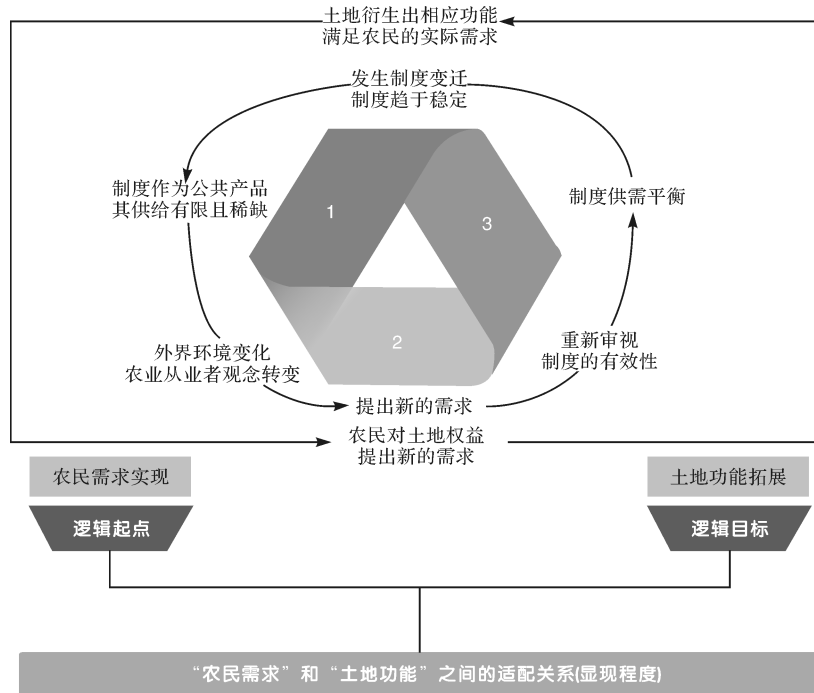 土地衍生出相应功能
满足农民的实际需求
发生制度变迁
制度趋于稳定
制度作为公共产品
其供给有限且稀缺
制度供需平衡
1
3
2
外界环境变化
农业从业者观念转变
重新审视
制度的有效性
提出新的需求
农民对土地权益
提出新的需求
农民需求实现
土地功能拓展
逻辑起点
逻辑目标
“农民需求”和“土地功能”之间的适配关系(显现程度)